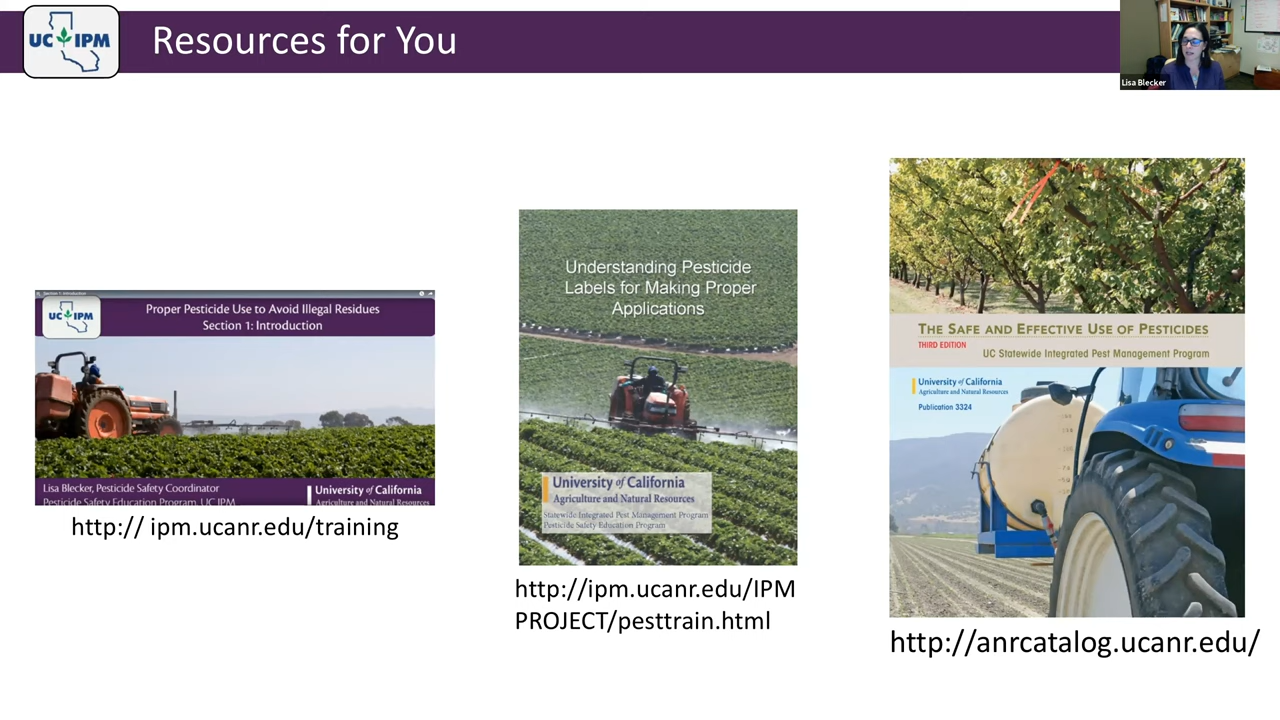 UC IPM
Resources for You
Lisa Blecker
Section 1: Introduction
UC IPM
Proper Pesticide Use to Avoid Illegal Residues
Section 1: Introduction
Lisa Blecker, Pesticide Safety Coordinator
Pesticide Safety Education Program, UC IPM
University of California
Agriculture and Natural Resources
http:// ipm.ucanr.edu/training
Understanding Pesticide
Labels for Making Proper
Applications
University of California
Agriculture and Natural Resources
Statewide Integrated Pest Management Program
Pesticide Safety Education Program
http://ipm.ucanr.edu/IPM
PROJECT/pesttrain.html
THE SAFE AND EFFECTIVE USE OF PESTICIDES
THIRD EDITION
UC Statewide Integrated Pest Management Program
University of California
Agriculture and Natural Resources
Publication 3324
http://anrcatalog.ucanr.edu/